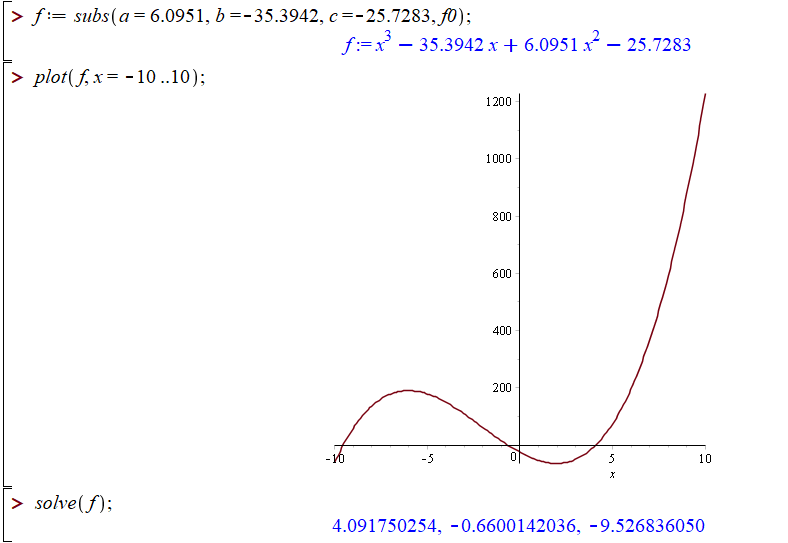 > f := subs(a = 6.0951, b =-35.3942, c =-25.7283, f0);
f := x³ − 35.3942 x + 6.0951 x² − 25.7283
> plot(f, x = −10 ..10);
1200
1000
800
600
400
200
-10 -5 0 5 10
x
> solve(f);
4.091750254, −0.6600142036, −9.526836050